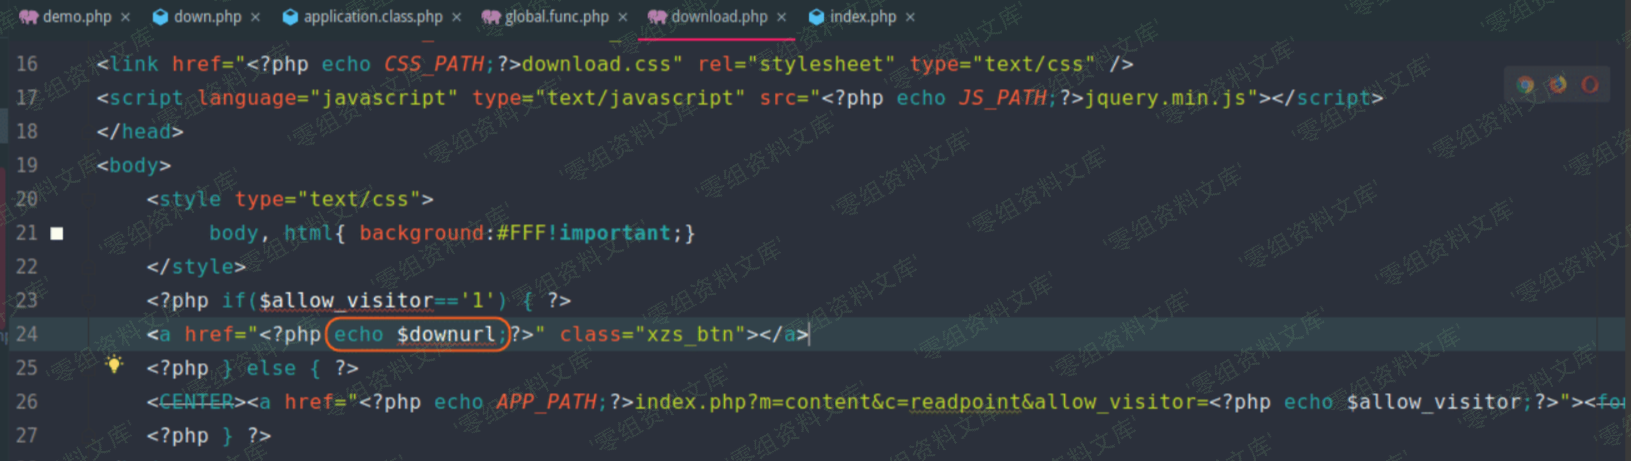 demo.php × down.php × application.class.php × global.func.php × download.php × index.php ×
16 <link href="<?php echo CSS_PATH;?>download.css" rel="stylesheet" type="text/css" />
17 <script language="javascript" type="text/javascript" src="<?php echo JS_PATH;?>jquery.min.js"></script>
18 </head>
19 <body>
20 <style type="text/css">
21 body, html{ background:#FFF!important;}
22 </style>
23 <?php if($allow_visitor=='1') { ?>
24 <a href="<?php echo $downurl;?>" class="xzs_btn"></a>
25 <?php } else { ?>
26 <CENTER><a href="<?php echo APP_PATH;?>index.php?m=content&c=readpoint&allow_visitor=<?php echo $allow_visitor;?>"><fo
27 <?php } ?>
'零组资料文库'